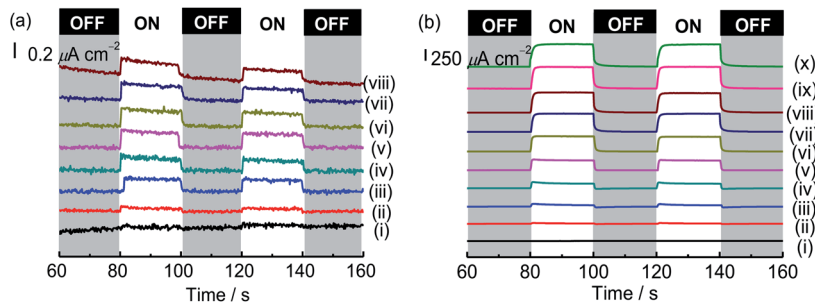 (a)
OFF ON OFF ON OFF
0.2 μA cm⁻²
(viii)
(vii)
(vi)
(v)
(iv)
(iii)
(ii)
(i)
60 80 100 120 140 160
Time / s
(b)
OFF ON OFF ON OFF
250 μA cm⁻²
(x)
(ix)
(viii)
(vii)
(vi)
(v)
(iv)
(iii)
(ii)
(i)
60 80 100 120 140 160
Time / s